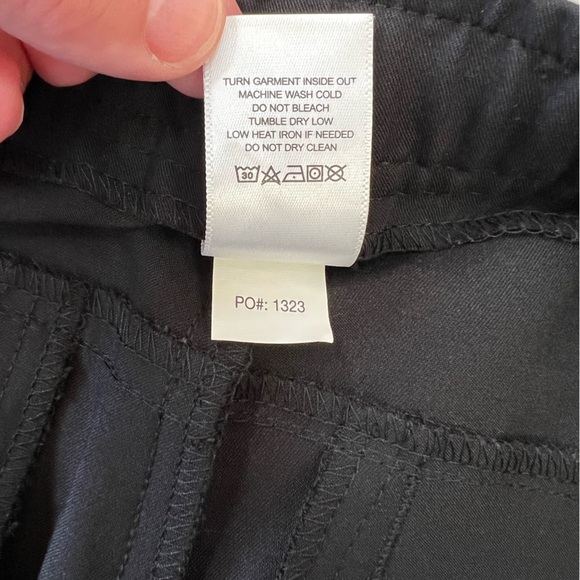 TURN GARMENT INSIDE OUT
MACHINE WASH COLD
DO NOT BLEACH
TUMBLE DRY LOW
LOW HEAT IRON IF NEEDED
DO NOT DRY CLEAN
30
PO#: 1323